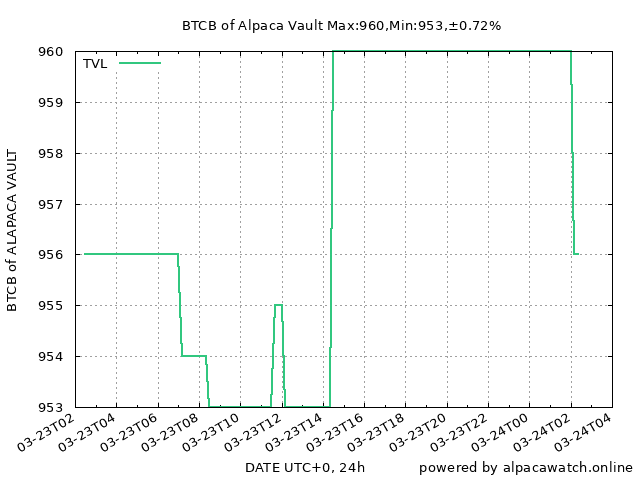 BTCB of Alpaca Vault Max:960,Min:953,±0.72%
TVL
960
959
958
957
956
955
954
953
BTCB of ALAPACA VAULT
03-23T02
03-23T04
03-23T06
03-23T08
03-23T10
03-23T12
03-23T14
03-23T16
03-23T18
03-23T20
03-23T22
03-24T00
03-24T02
03-24T04
DATE UTC+0, 24h
powered by alpacawatch.online